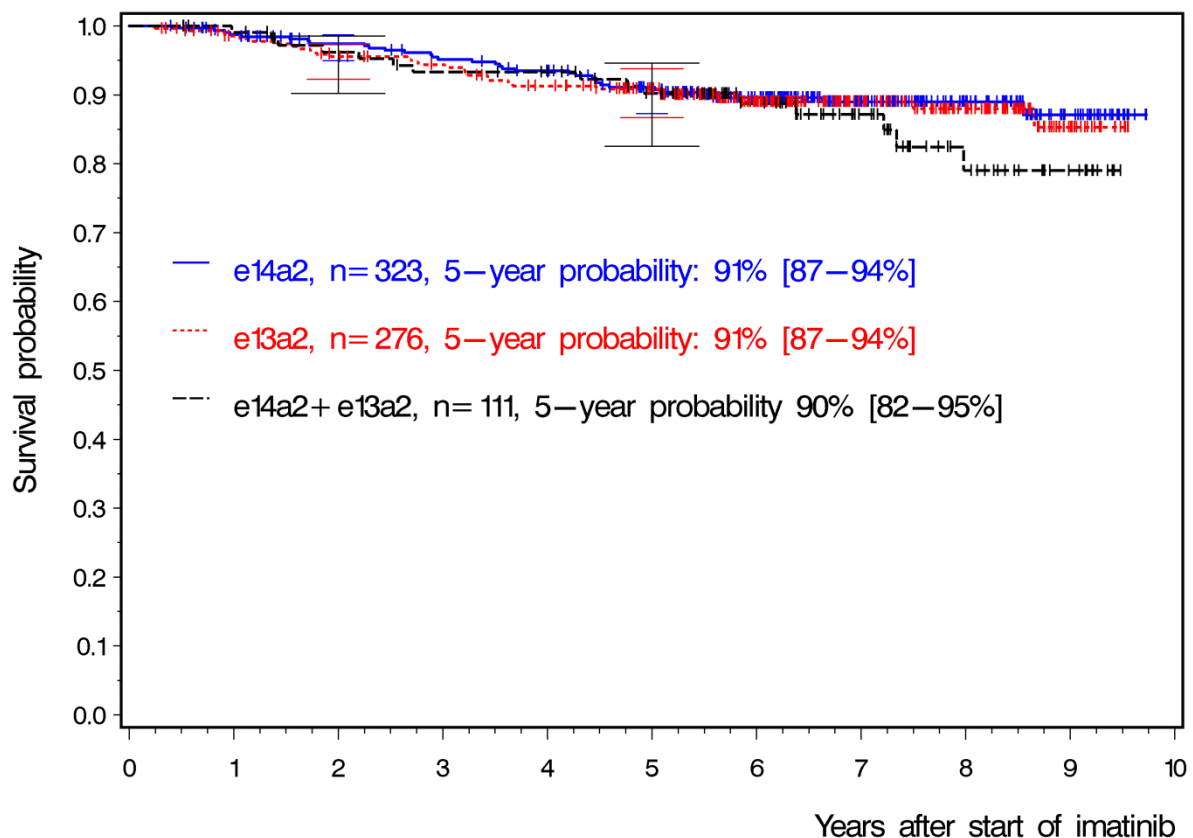 1.0
0.9
0.8
0.7
0.6
0.5
0.4
0.3
0.2
0.1
0.0
Survival probability
e14a2, n=323, 5−year probability: 91% [87−94%]
e13a2, n=276, 5−year probability: 91% [87−94%]
e14a2+e13a2, n=111, 5−year probability 90% [82−95%]
0 1 2 3 4 5 6 7 8 9 10
Years after start of imatinib